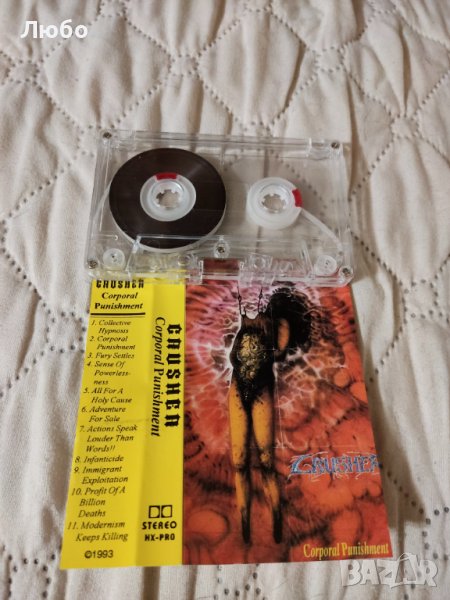 Любо
CRUSHER
Corporal
Punishment
1. Collective
Hypnosis
2. Corporal
Punishment
3. Fury Settles
4. Sense Of
Powerless-
ness
5. All For A
Holy Cause
6. Adventure
For Sale
7. Actions Speak
Louder Than
Words!!
8. Infanticide
9. Immigrant
Exploitation
10. Profit Of A
Billion
Deaths
11. Modernism
Keeps Killing
©1993
CRUSHER
Corporal Punishment
STEREO
HX-PRO
CRUSHER
Corporal Punishment
BAZAR